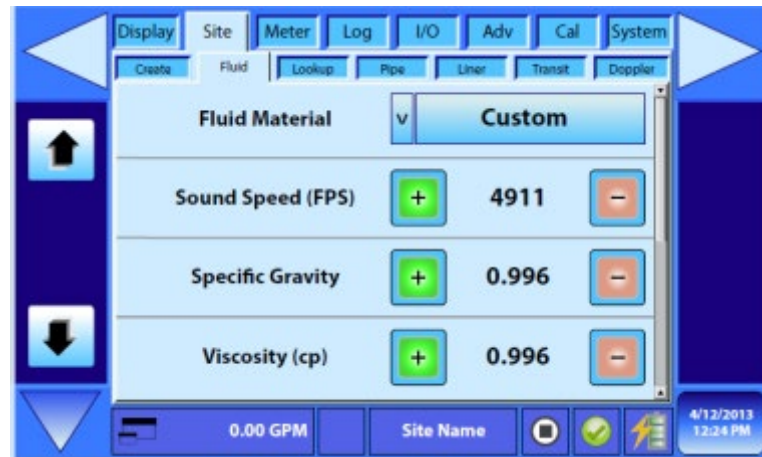 Display Site Meter Log I/O Adv Cal System
Create Fluid Lookup Pipe Liner Transit Doppler
Fluid Material v Custom
Sound Speed (FPS) + 4911 -
Specific Gravity + 0.996 -
Viscosity (cp) + 0.996 -
0.00 GPM Site Name 4/12/2013
12:24 PM